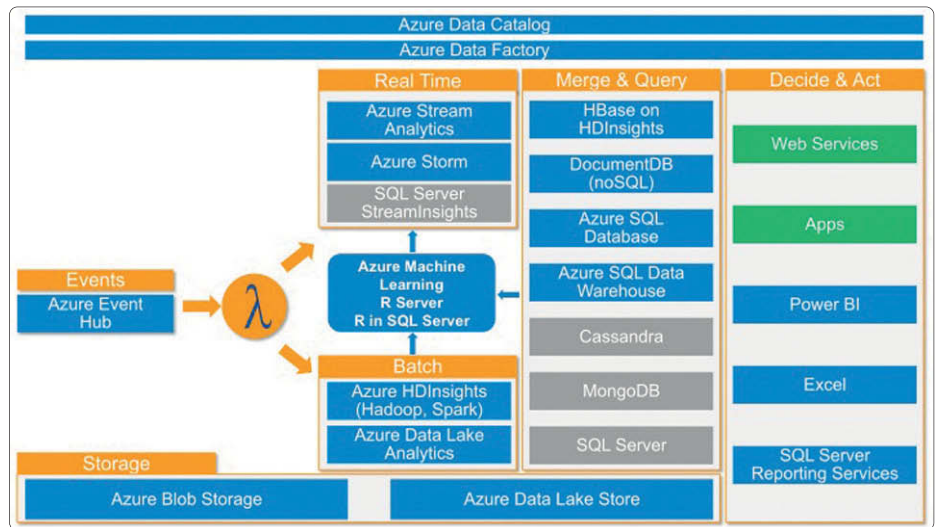 Azure Data Catalog
Azure Data Factory
Real Time
Azure Stream
Analytics
Azure Storm
SQL Server
StreamInsights
Merge & Query
HBase on
HDInsights
DocumentDB
(noSQL)
Azure SQL
Database
Azure SQL Data
Warehouse
Cassandra
MongoDB
SQL Server
Decide & Act
Web Services
Apps
Power BI
Excel
SQL Server
Reporting Services
Events
Azure Event
Hub
λ
Azure Machine
Learning
R Server
R in SQL Server
Batch
Azure HDInsights
(Hadoop, Spark)
Azure Data Lake
Analytics
Storage
Azure Blob Storage
Azure Data Lake Store